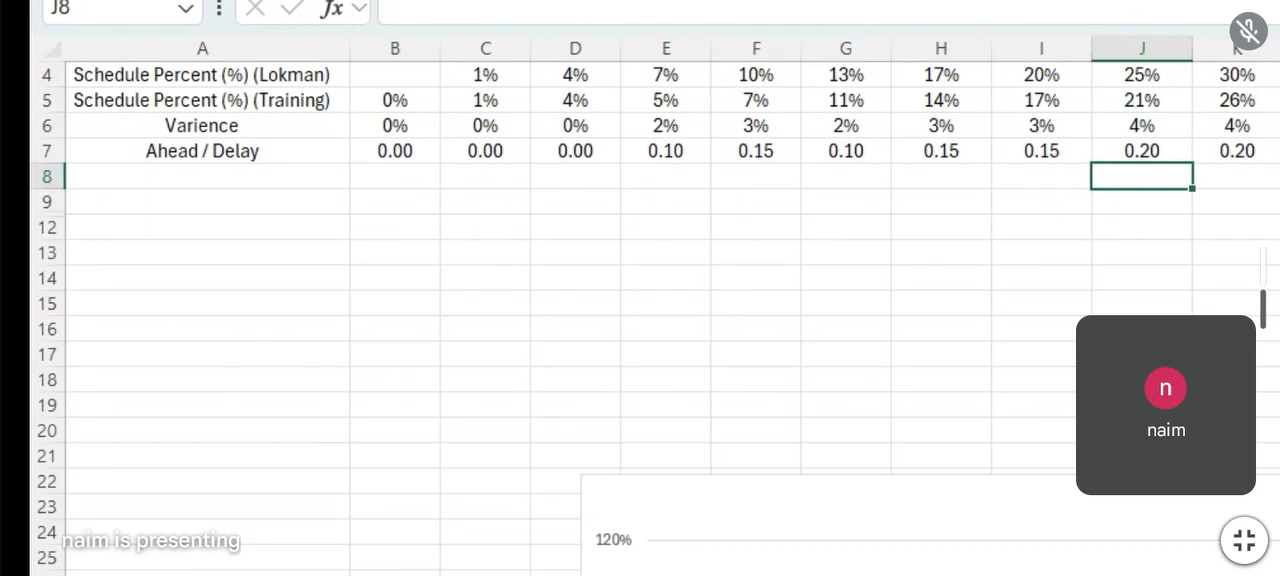 J8 fx
A B C D E F G H I J K
4 Schedule Percent (%) (Lokman) 1% 4% 7% 10% 13% 17% 20% 25% 30%
5 Schedule Percent (%) (Training) 0% 1% 4% 5% 7% 11% 14% 17% 21% 26%
6 Varience 0% 0% 0% 2% 3% 2% 3% 3% 4% 4%
7 Ahead / Delay 0.00 0.00 0.00 0.10 0.15 0.10 0.15 0.15 0.20 0.20
8
9
12
13
14
15
16
17
18
19
20
21
22
23
24
25
n
naim
naim is presenting
120%